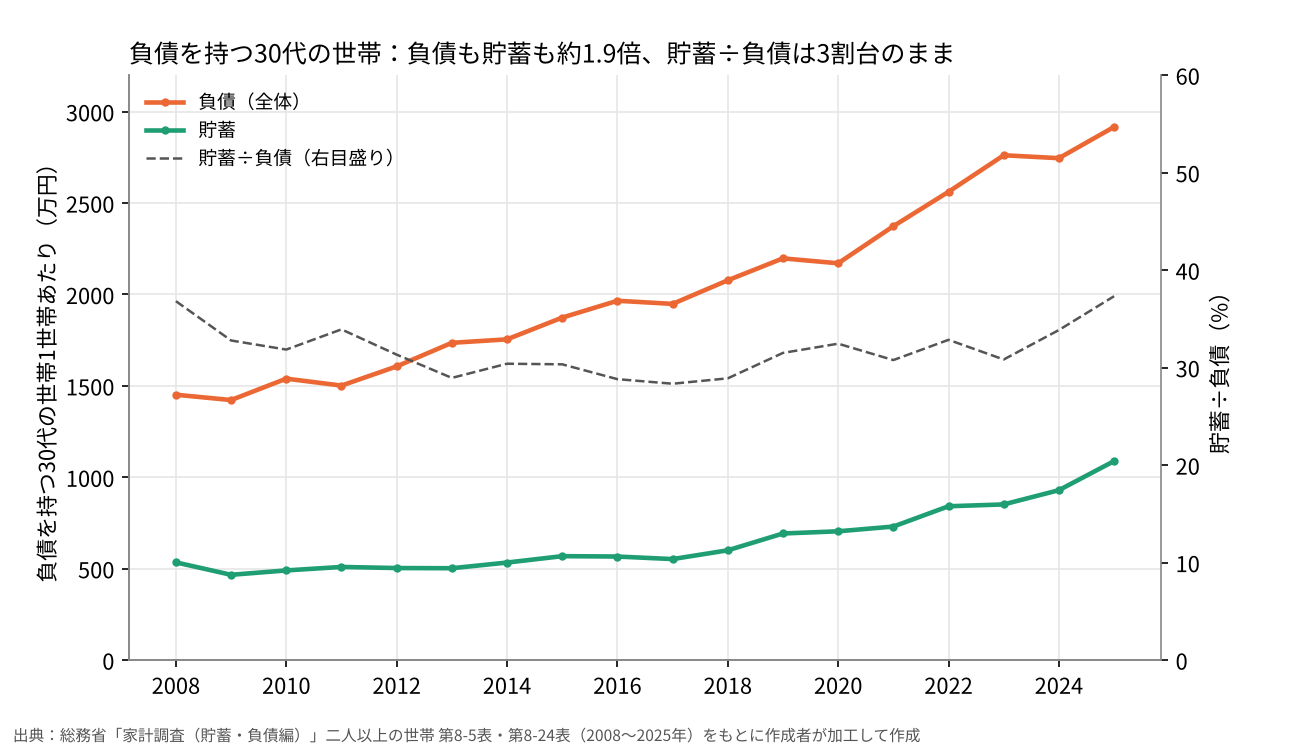 負債を持つ30代の世帯：負債も貯蓄も約1.9倍、貯蓄÷負債は3割台のまま
負債（全体）
貯蓄
貯蓄÷負債（右目盛り）
負債を持つ30代の世帯1世帯あたり（万円）
3000
2500
2000
1500
1000
500
0
60
50
40
30
20
10
0
貯蓄÷負債（%）
2008 2010 2012 2014 2016 2018 2020 2022 2024
出典：総務省「家計調査（貯蓄・負債編）」二人以上の世帯 第8-5表・第8-24表（2008～2025年）をもとに作成者が加工して作成